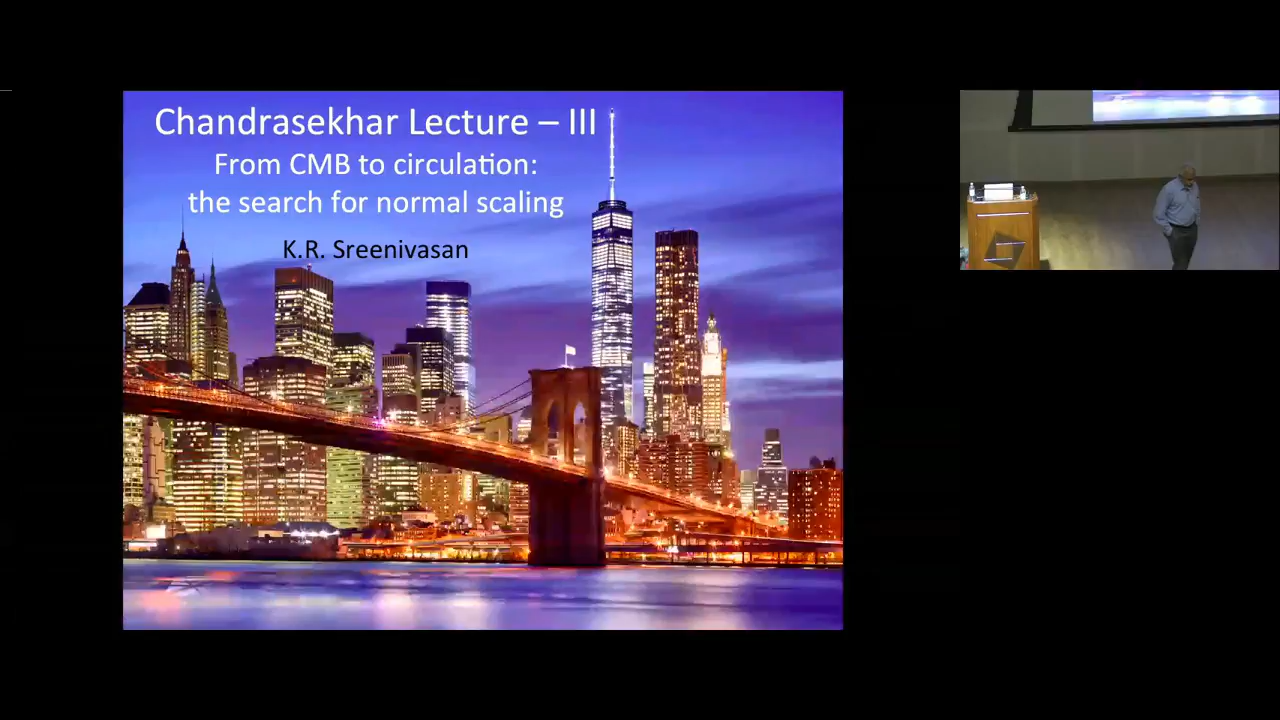 Chandrasekhar Lecture – III
From CMB to circulation:
the search for normal scaling
K.R. Sreenivasan